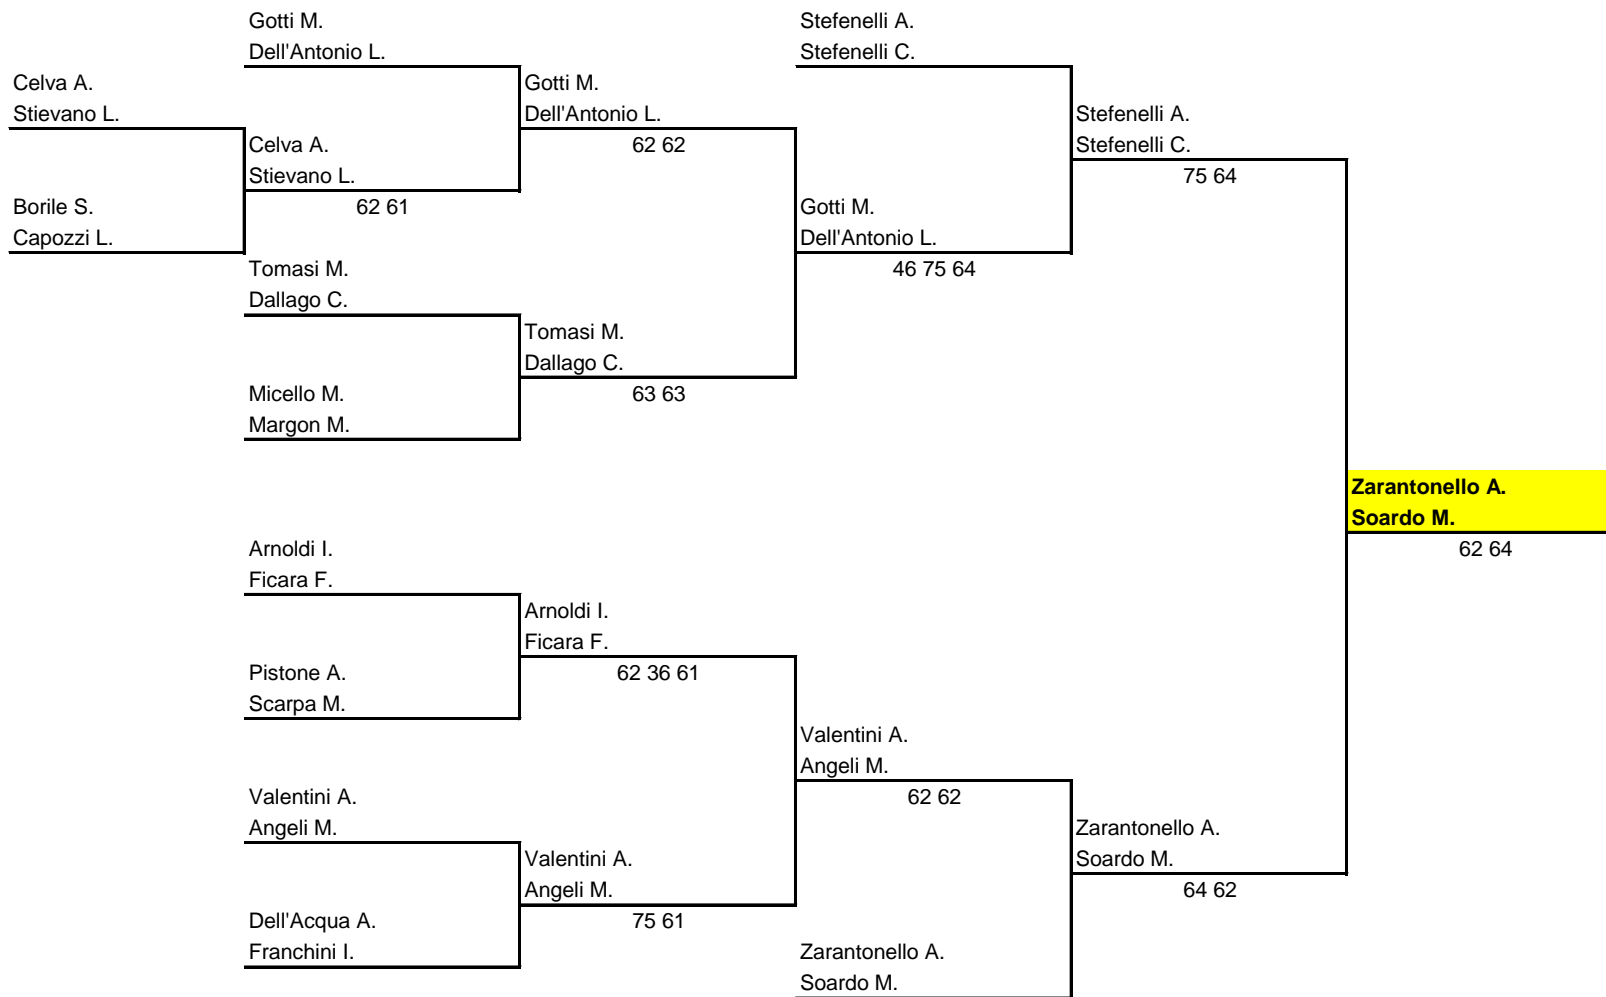 Gotti M.
Stefenelli A.
Dell'Antonio L.
Stefenelli C.
Celva A.
Gotti M.
Stievano L.
Dell'Antonio L.
Stefenelli A.
Celva A.
62 62
Stefenelli C.
Stievano L.
75 64
Borile S.
62 61
Gotti M.
Capozzi L.
Dell'Antonio L.
Tomasi M.
46 75 64
Dallago C.
Tomasi M.
Dallago C.
Micello M.
63 63
Margon M.
Zarantonello A.
Soardo M.
Arnoldi I.
62 64
Ficara F.
Arnoldi I.
Ficara F.
Pistone A.
62 36 61
Scarpa M.
Valentini A.
Angeli M.
Valentini A.
62 62
Angeli M.
Zarantonello A.
Valentini A.
Soardo M.
Angeli M.
64 62
Dell'Acqua A.
75 61
Franchini I.
Zarantonello A.
Soardo M.